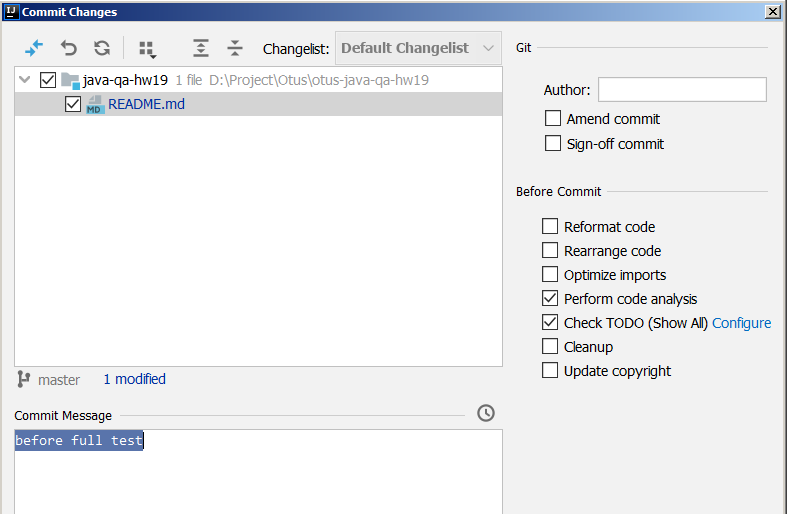 IJ Commit Changes
Changelist: Default Changelist
java-qa-hw19 1 file D:\Project\Otus\otus-java-qa-hw19
MD README.md
master 1 modified
Commit Message
before full test
Git
Author:
Amend commit
Sign-off commit
Before Commit
Reformat code
Rearrange code
Optimize imports
Perform code analysis
Check TODO (Show All) Configure
Cleanup
Update copyright